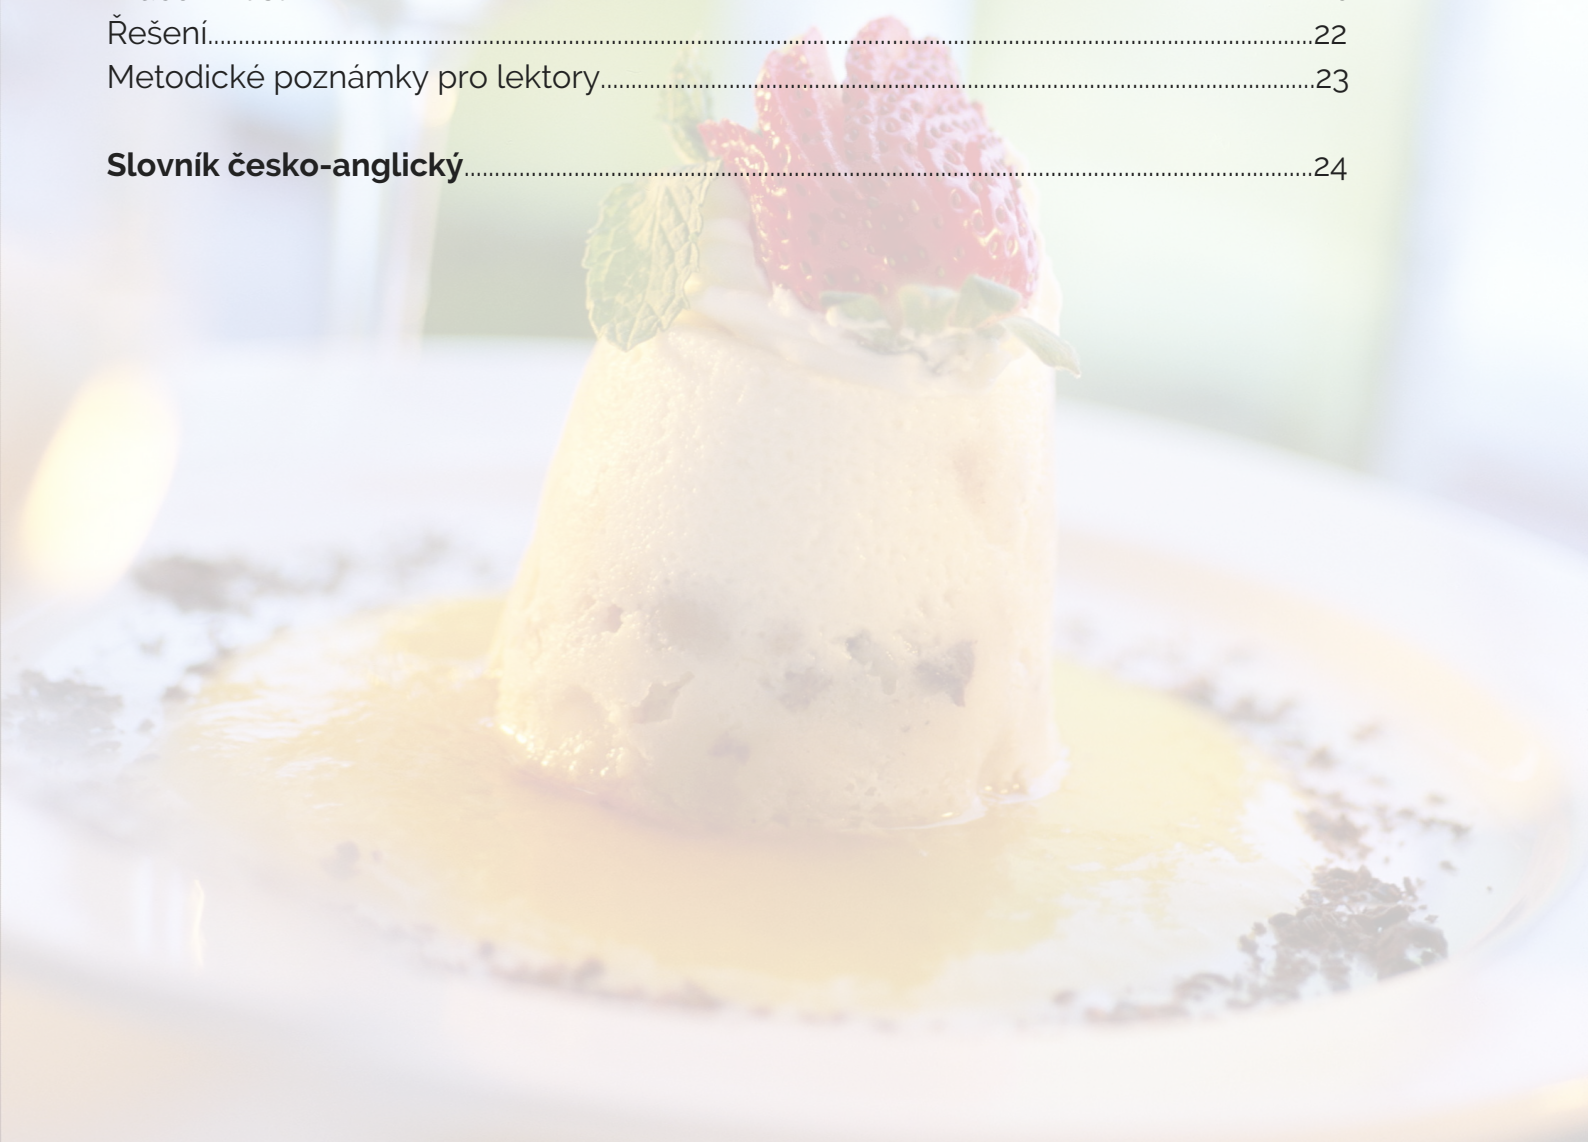 Řešení........................................................................................................................22
Metodické poznámky pro lektory........................................................................................................................23
Slovník česko-anglický........................................................................................................................24